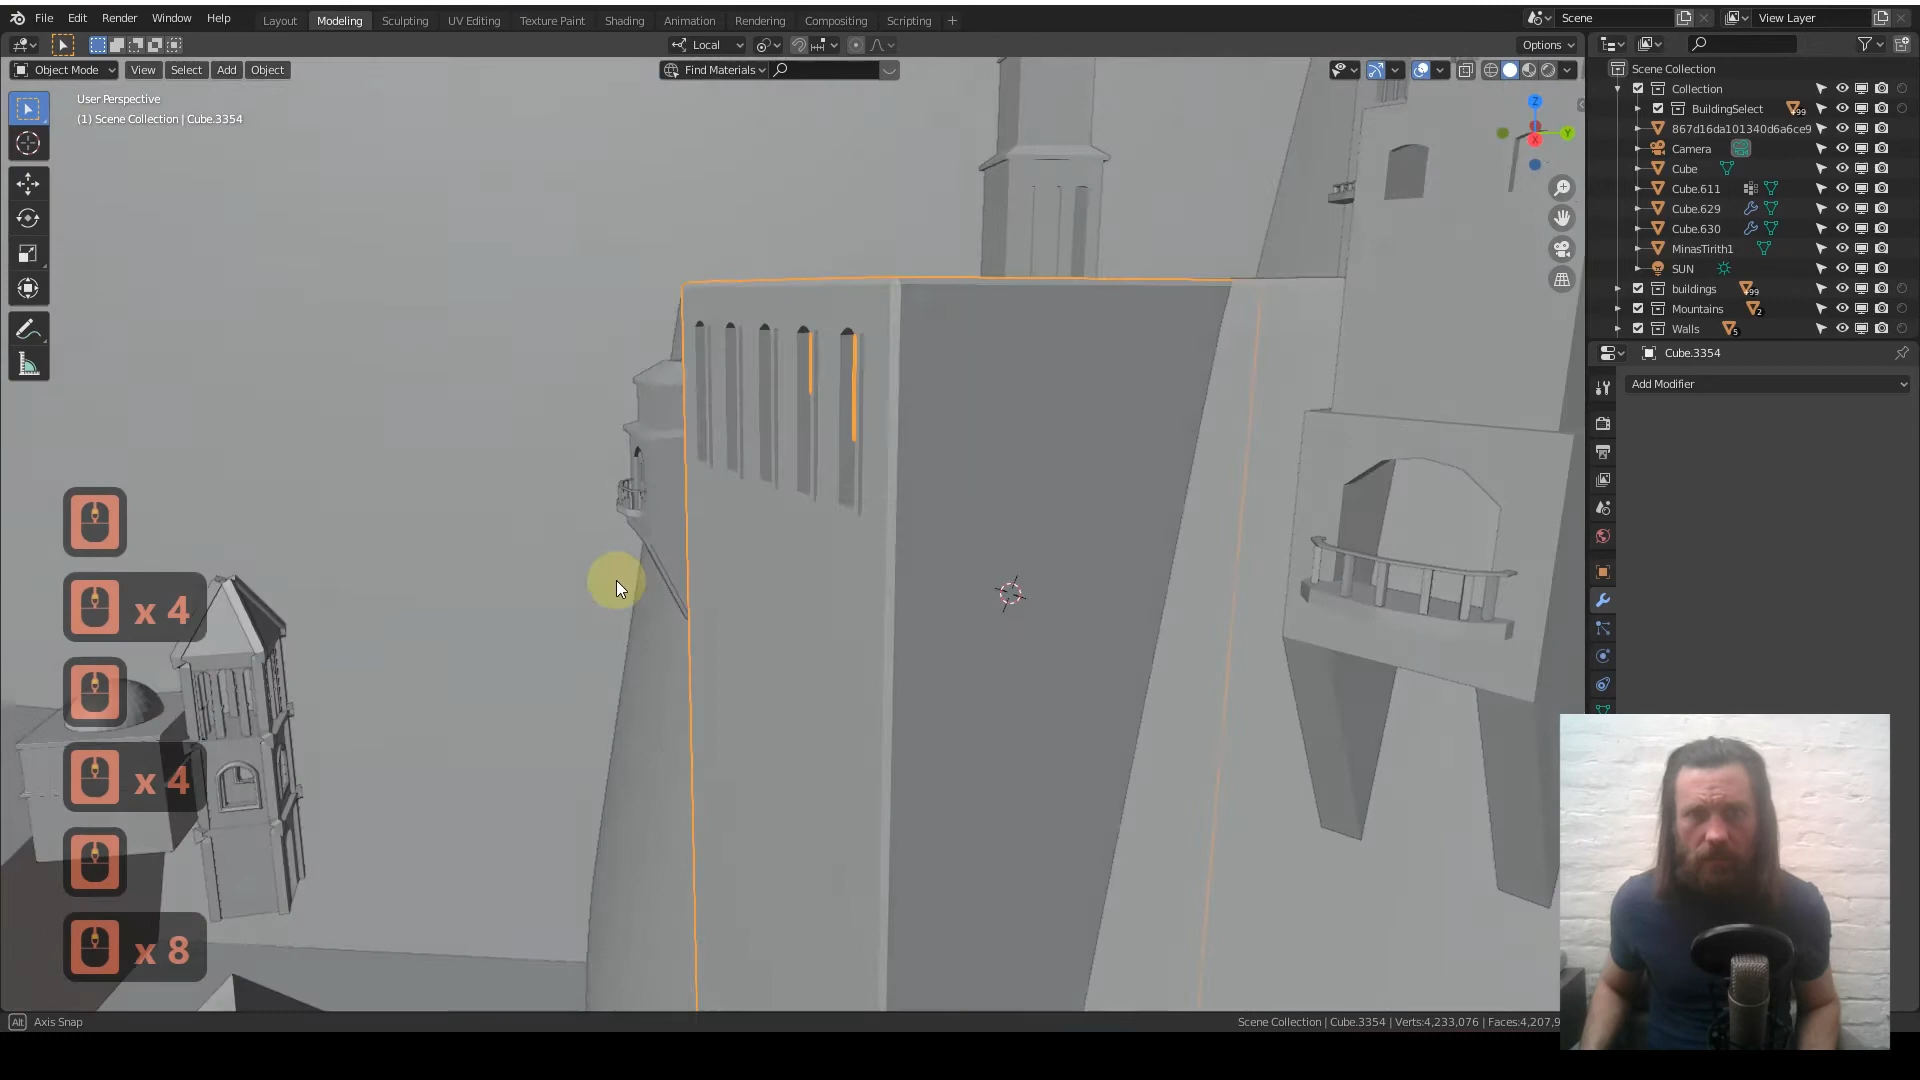 File Edit Render Window Help
Layout Modeling Sculpting UV Editing Texture Paint Shading Animation Rendering Compositing Scripting +
Scene
View Layer
Local
Options
Object Mode View Select Add Object
Find Materials
User Perspective
(1) Scene Collection | Cube.3354
Z
Y
X
Scene Collection
Collection
BuildingSelect
99
867d16da101340d6a6ce9
Camera
Cube
Cube.611
Cube.629
Cube.630
MinasTirith1
SUN
buildings
99
Mountains
2
Walls
5
Cube.3354
Add Modifier
x 4
x 4
x 8
Alt Axis Snap
Scene Collection | Cube.3354 | Verts:4,233,076 | Faces:4,207,9